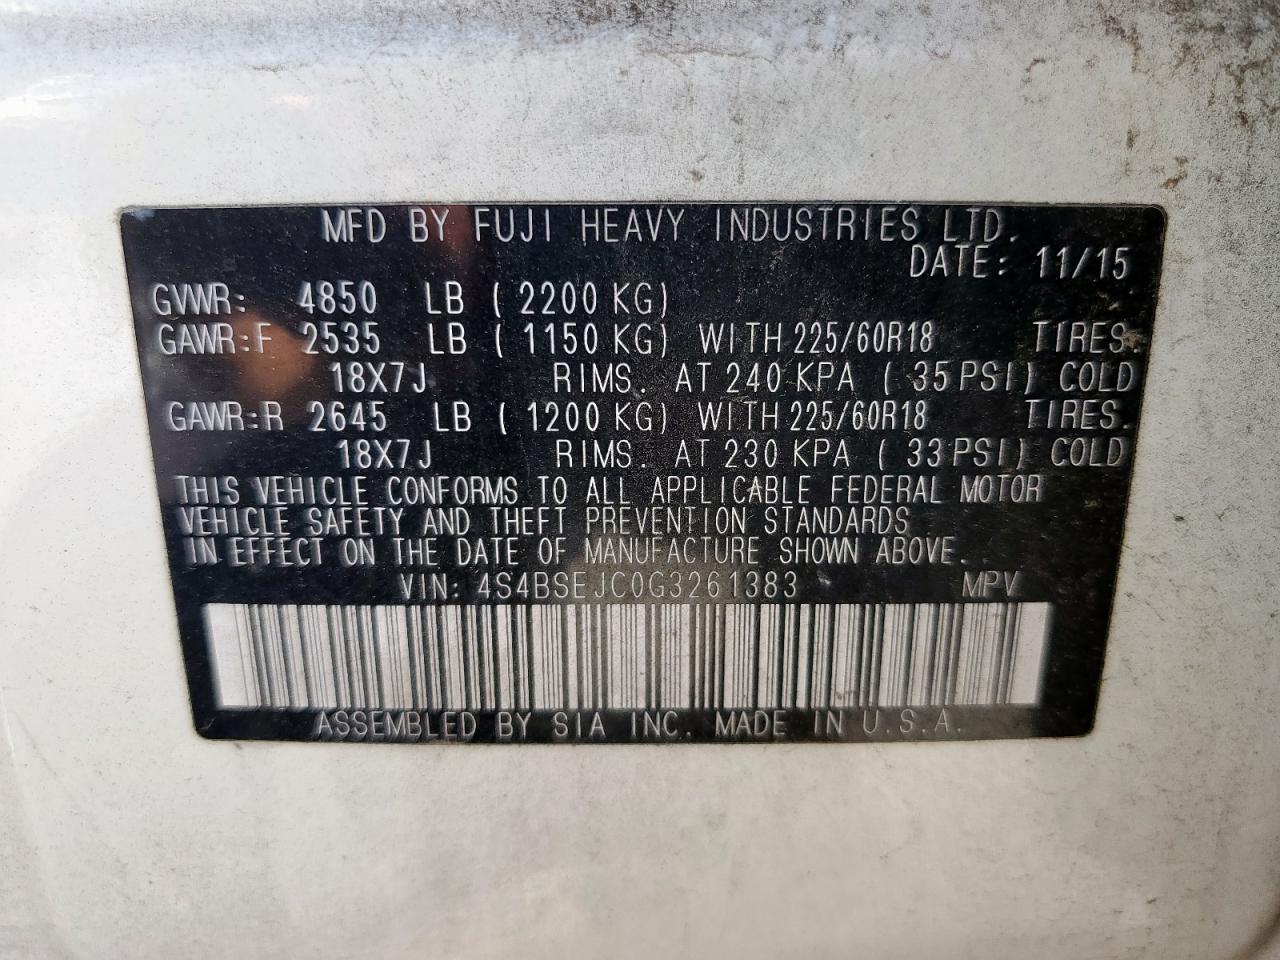 MFD BY FUJI HEAVY INDUSTRIES LTD.
DATE: 11/15
GVWR: 4850 LB ( 2200 KG)
GAWR:F 2535 LB ( 1150 KG) WITH 225/60R18 TIRES.
18X7J RIMS. AT 240 KPA ( 35 PSI) COLD
GAWR:R 2645 LB ( 1200 KG) WITH 225/60R18 TIRES.
18X7J RIMS. AT 230 KPA ( 33 PSI) COLD
THIS VEHICLE CONFORMS TO ALL APPLICABLE FEDERAL MOTOR
VEHICLE SAFETY AND THEFT PREVENTION STANDARDS
IN EFFECT ON THE DATE OF MANUFACTURE SHOWN ABOVE.
VIN: 4S4BSEJC0G3261383 MPV
ASSEMBLED BY SIA INC. MADE IN U.S.A.